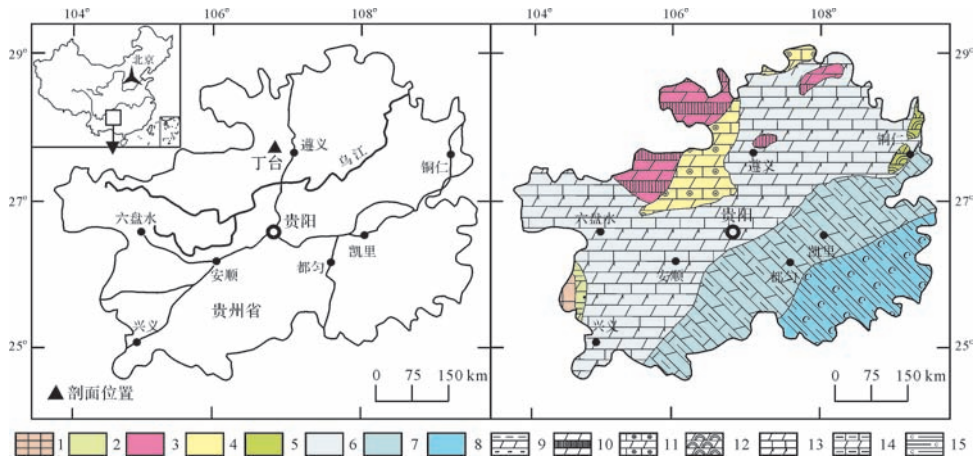 104° 106° 108°
29°
27°
25°
北京
丁台
遵义
乌江
铜仁
六盘水
贵阳
安顺
凯里
都匀
贵州省
兴义
▲剖面位置
0 75 150 km
104° 106° 108°
29°
27°
25°
铜仁
遵义
六盘水
贵阳
凯里
安顺
都匀
兴义
0 75 150 km
1 2 3 4 5 6 7 8 9 10 11 12 13 14 15